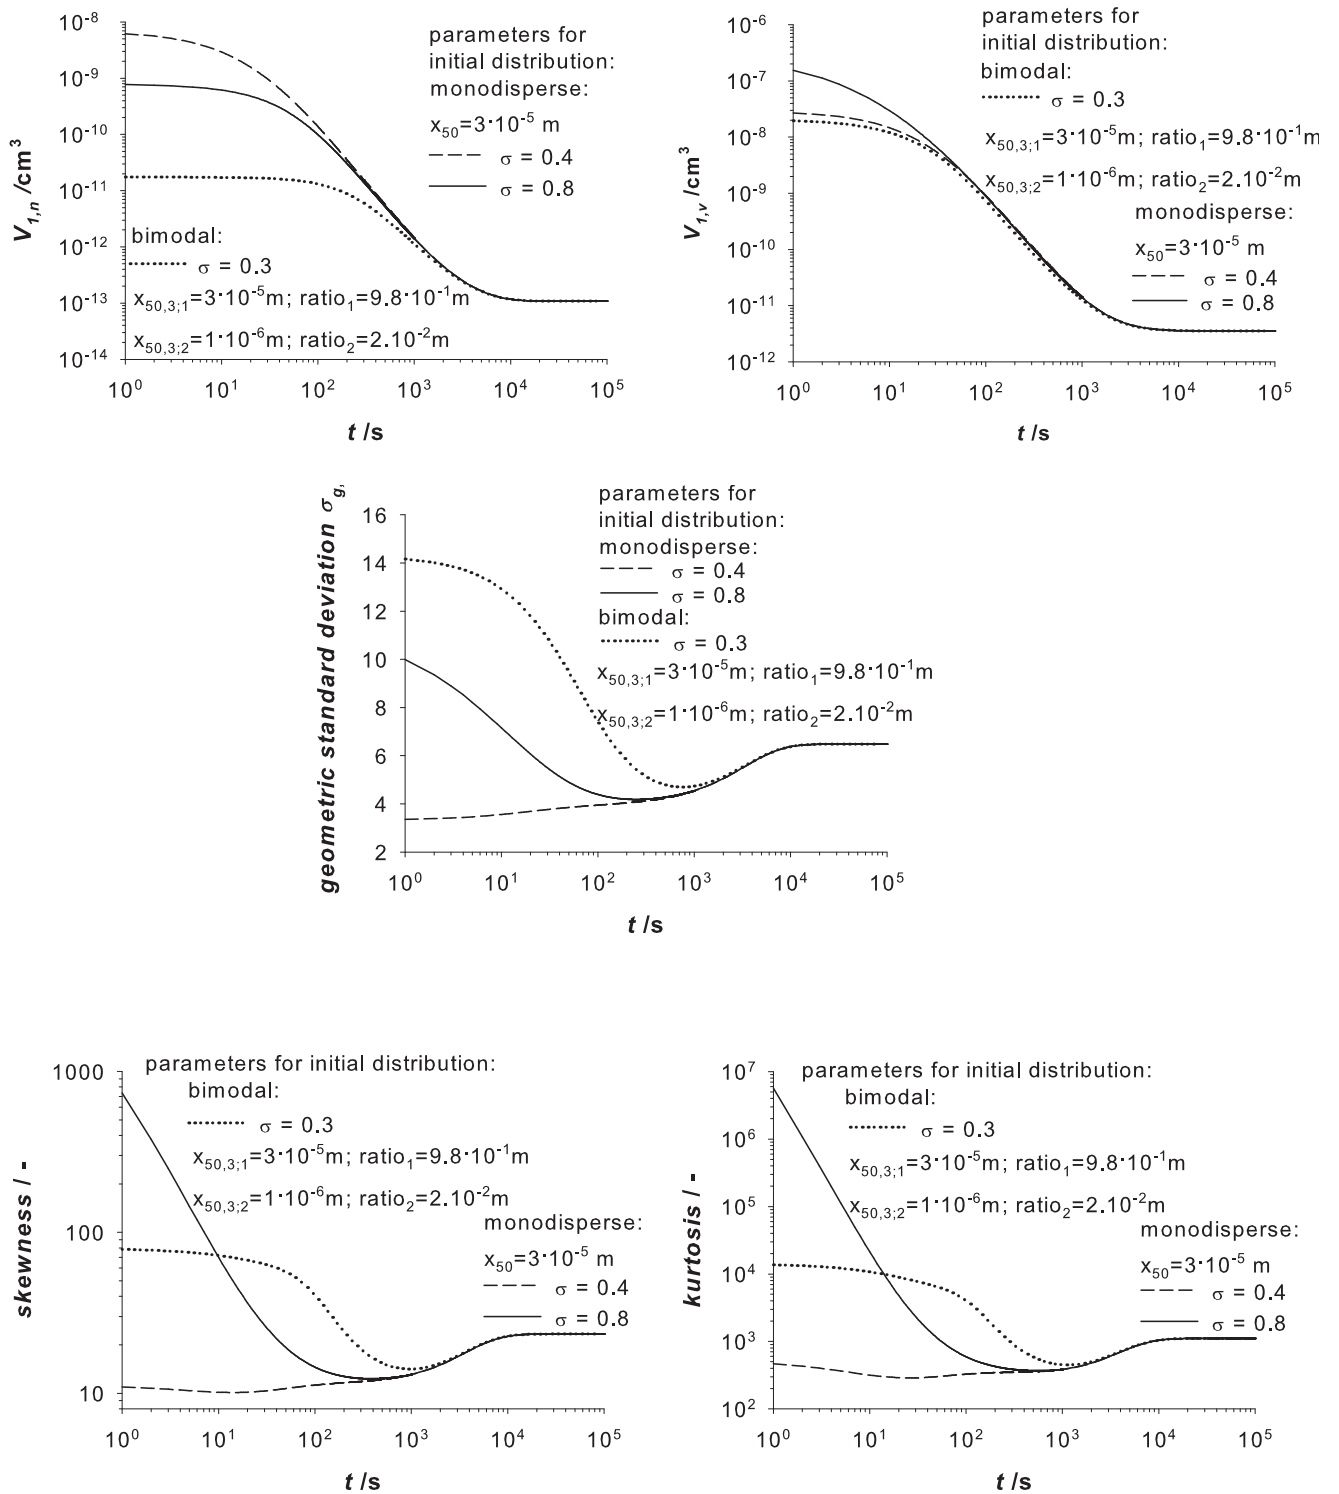 V1,n /cm3
10-8
10-9
10-10
10-11
10-12
10-13
10-14
parameters for
initial distribution:
monodisperse:
x50=3·10-5 m
σ = 0.4
σ = 0.8
bimodal:
σ = 0.3
x50,3;1=3·10-5m; ratio1=9.8·10-1m
x50,3;2=1·10-6m; ratio2=2.10-2m
100 101 102 103 104 105
t /s
V1,v /cm3
10-6
10-7
10-8
10-9
10-10
10-11
10-12
parameters for
initial distribution:
bimodal:
σ = 0.3
x50,3;1=3·10-5m; ratio1=9.8·10-1m
x50,3;2=1·10-6m; ratio2=2.10-2m
monodisperse:
x50=3·10-5 m
σ = 0.4
σ = 0.8
100 101 102 103 104 105
t /s
geometric standard deviation σg,
16
14
12
10
8
6
4
2
parameters for
initial distribution:
monodisperse:
σ = 0.4
σ = 0.8
bimodal:
σ = 0.3
x50,3;1=3·10-5m; ratio1=9.8·10-1m
x50,3;2=1·10-6m; ratio2=2.10-2m
100 101 102 103 104 105
t /s
skewness / -
1000
100
10
parameters for initial distribution:
bimodal:
σ = 0.3
x50,3;1=3·10-5m; ratio1=9.8·10-1m
x50,3;2=1·10-6m; ratio2=2.10-2m
monodisperse:
x50=3·10-5 m
σ = 0.4
σ = 0.8
100 101 102 103 104 105
t /s
kurtosis / -
107
106
105
104
103
102
parameters for initial distribution:
bimodal:
σ = 0.3
x50,3;1=3·10-5m; ratio1=9.8·10-1m
x50,3;2=1·10-6m; ratio2=2.10-2m
monodisperse:
x50=3·10-5 m
σ = 0.4
σ = 0.8
100 101 102 103 104 105
t /s